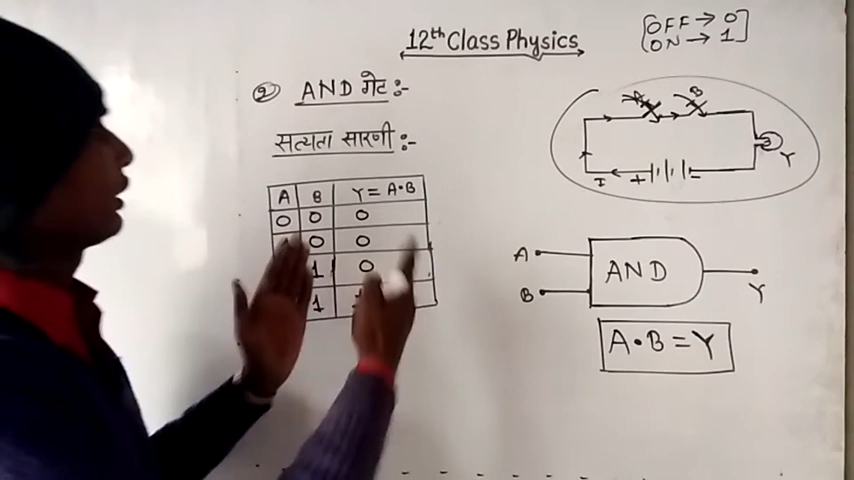 12th Class Physics
[OFF → 0
ON → 1]
② AND गेट :-
सत्यता सारणी :-
A B Y = A•B
0 0 0
0 0
1 0
1
A B
I + - Y
A
B
AND
Y
A•B = Y